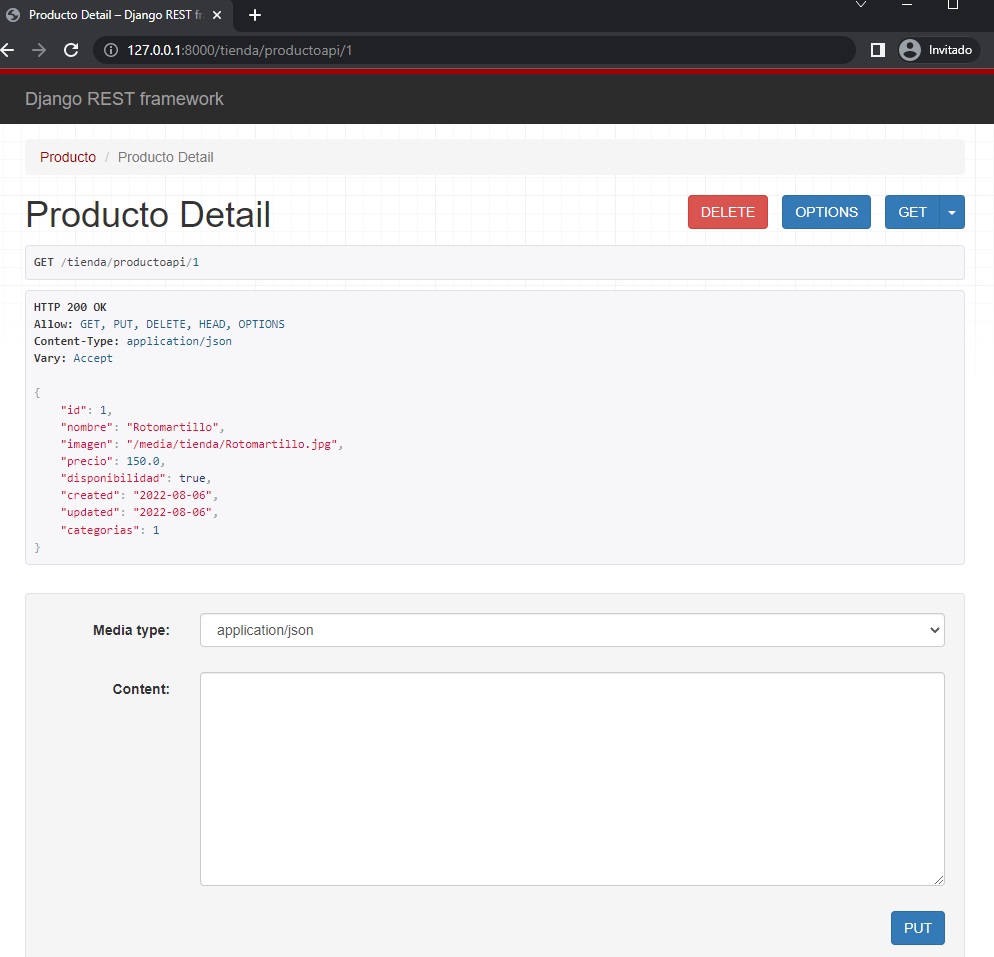 Producto Detail – Django REST fr
127.0.0.1:8000/tienda/productoapi/1
Invitado
Django REST framework
Producto / Producto Detail
Producto Detail
DELETE
OPTIONS
GET
GET /tienda/productoapi/1
HTTP 200 OK
Allow: GET, PUT, DELETE, HEAD, OPTIONS
Content-Type: application/json
Vary: Accept
{
    "id": 1,
    "nombre": "Rotomartillo",
    "imagen": "/media/tienda/Rotomartillo.jpg",
    "precio": 150.0,
    "disponibilidad": true,
    "created": "2022-08-06",
    "updated": "2022-08-06",
    "categorias": 1
}
Media type:
application/json
Content:
PUT